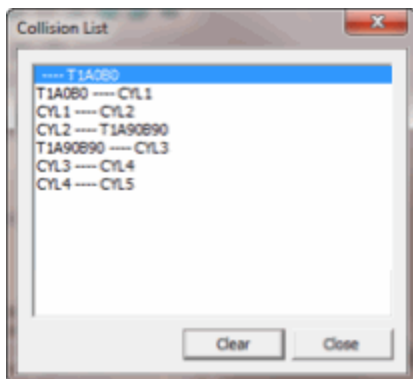 Collision List
---- T1A0B0
T1A0B0 ---- CYL1
CYL1 ---- CYL2
CYL2 ---- T1A90B90
T1A90B90 ---- CYL3
CYL3 ---- CYL4
CYL4 ---- CYL5
Clear Close